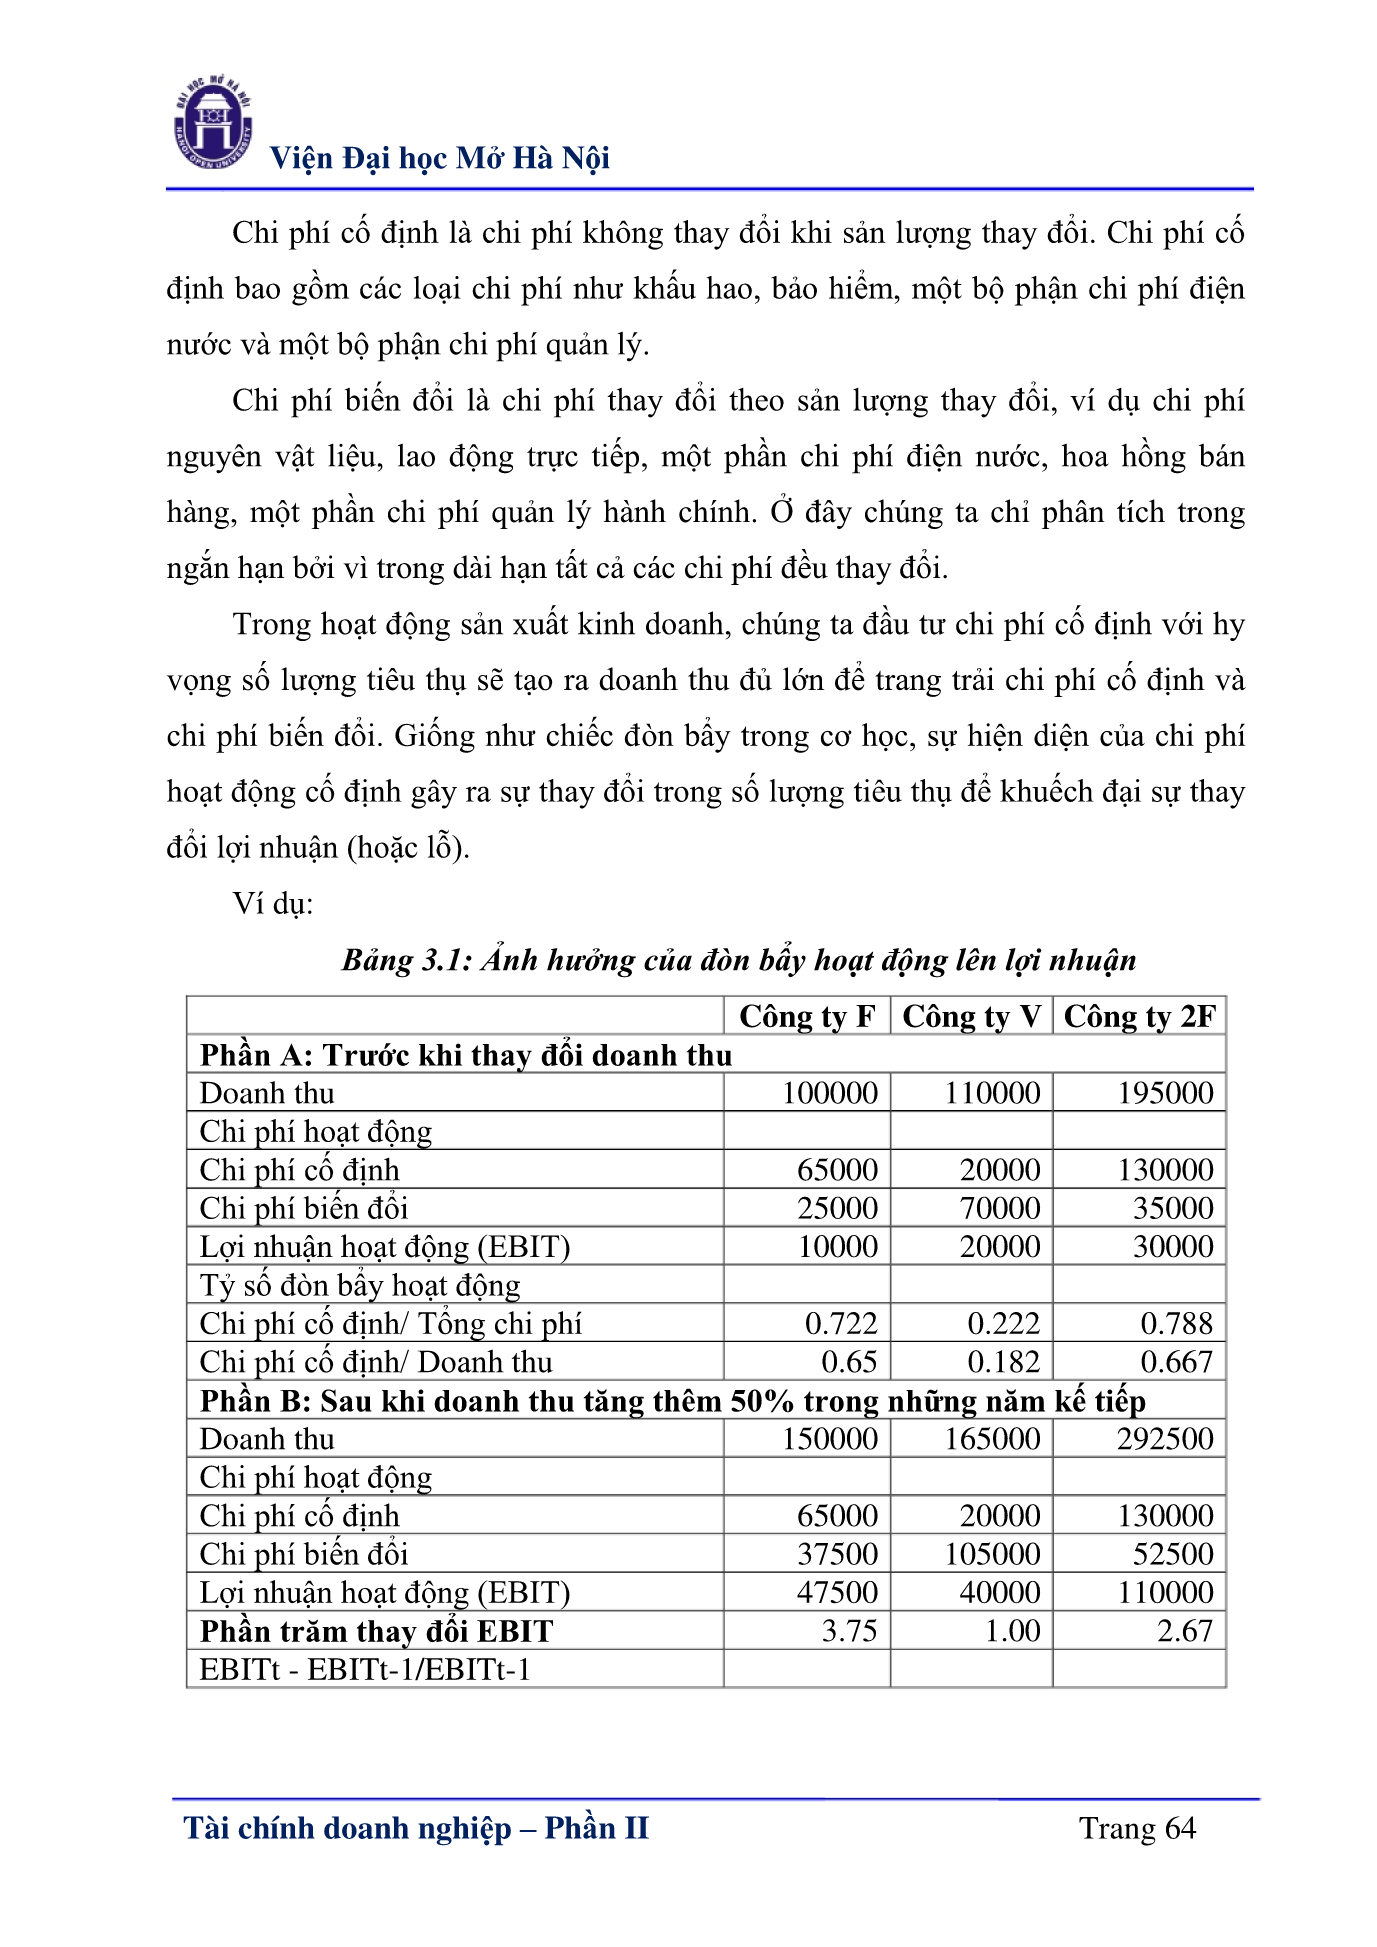 ĐẠI HỌC MỞ HÀ NỘI
HANOI OPEN UNIVERSITY
Viện Đại học Mở Hà Nội
Chi phí cố định là chi phí không thay đổi khi sản lượng thay đổi. Chi phí cố
định bao gồm các loại chi phí như khấu hao, bảo hiểm, một bộ phận chi phí điện
nước và một bộ phận chi phí quản lý.
Chi phí biến đổi là chi phí thay đổi theo sản lượng thay đổi, ví dụ chi phí
nguyên vật liệu, lao động trực tiếp, một phần chi phí điện nước, hoa hồng bán
hàng, một phần chi phí quản lý hành chính. Ở đây chúng ta chỉ phân tích trong
ngắn hạn bởi vì trong dài hạn tất cả các chi phí đều thay đổi.
Trong hoạt động sản xuất kinh doanh, chúng ta đầu tư chi phí cố định với hy
vọng số lượng tiêu thụ sẽ tạo ra doanh thu đủ lớn để trang trải chi phí cố định và
chi phí biến đổi. Giống như chiếc đòn bẩy trong cơ học, sự hiện diện của chi phí
hoạt động cố định gây ra sự thay đổi trong số lượng tiêu thụ để khuếch đại sự thay
đổi lợi nhuận (hoặc lỗ).
Ví dụ:
Bảng 3.1: Ảnh hưởng của đòn bẩy hoạt động lên lợi nhuận
Công ty F Công ty V Công ty 2F
Phần A: Trước khi thay đổi doanh thu
Doanh thu 100000 110000 195000
Chi phí hoạt động
Chi phí cố định 65000 20000 130000
Chi phí biến đổi 25000 70000 35000
Lợi nhuận hoạt động (EBIT) 10000 20000 30000
Tỷ số đòn bẩy hoạt động
Chi phí cố định/ Tổng chi phí 0.722 0.222 0.788
Chi phí cố định/ Doanh thu 0.65 0.182 0.667
Phần B: Sau khi doanh thu tăng thêm 50% trong những năm kế tiếp
Doanh thu 150000 165000 292500
Chi phí hoạt động
Chi phí cố định 65000 20000 130000
Chi phí biến đổi 37500 105000 52500
Lợi nhuận hoạt động (EBIT) 47500 40000 110000
Phần trăm thay đổi EBIT 3.75 1.00 2.67
EBITt - EBITt-1/EBITt-1
Tài chính doanh nghiệp – Phần II Trang 64